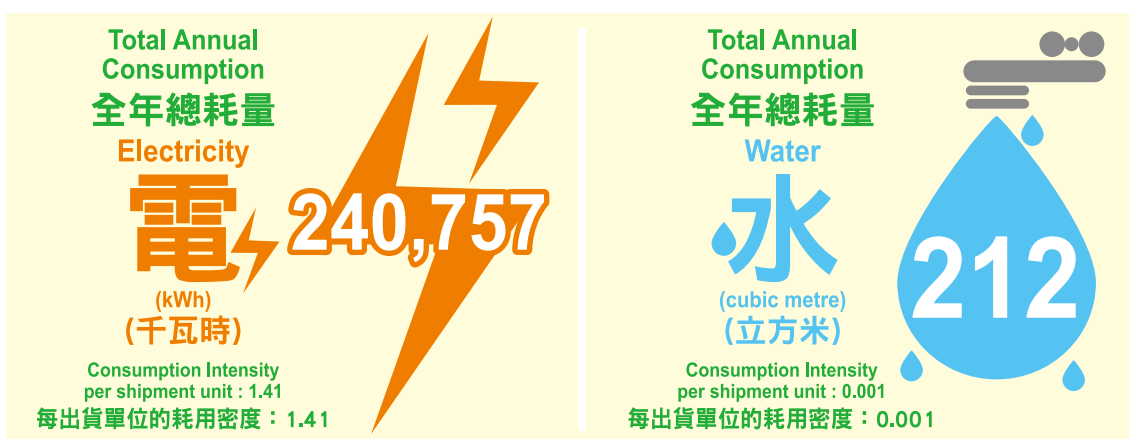 Total Annual
Consumption
全年總耗量
Electricity
電
(kWh)
(千瓦時)
240,757
Consumption Intensity
per shipment unit : 1.41
每出貨單位的耗用密度：1.41
Total Annual
Consumption
全年總耗量
Water
水
(cubic metre)
(立方米)
212
Consumption Intensity
per shipment unit : 0.001
每出貨單位的耗用密度：0.001